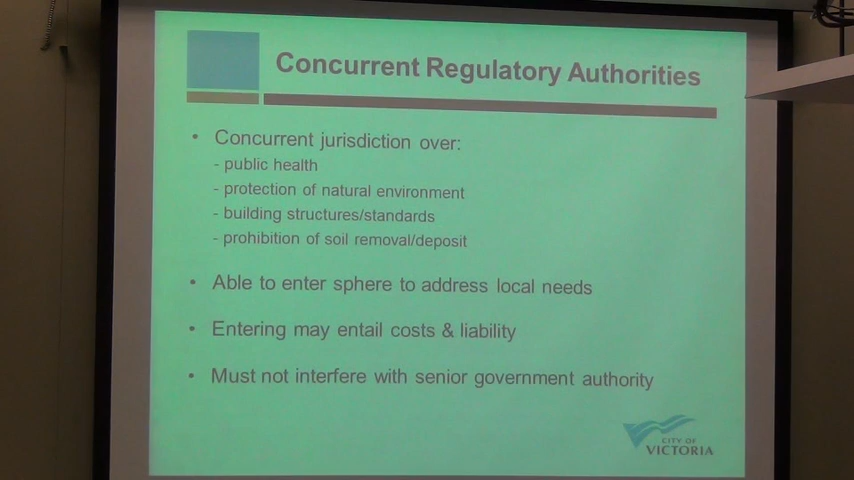 Concurrent Regulatory Authorities
• Concurrent jurisdiction over:
- public health
- protection of natural environment
- building structures/standards
- prohibition of soil removal/deposit
• Able to enter sphere to address local needs
• Entering may entail costs & liability
• Must not interfere with senior government authority
CITY OF
VICTORIA